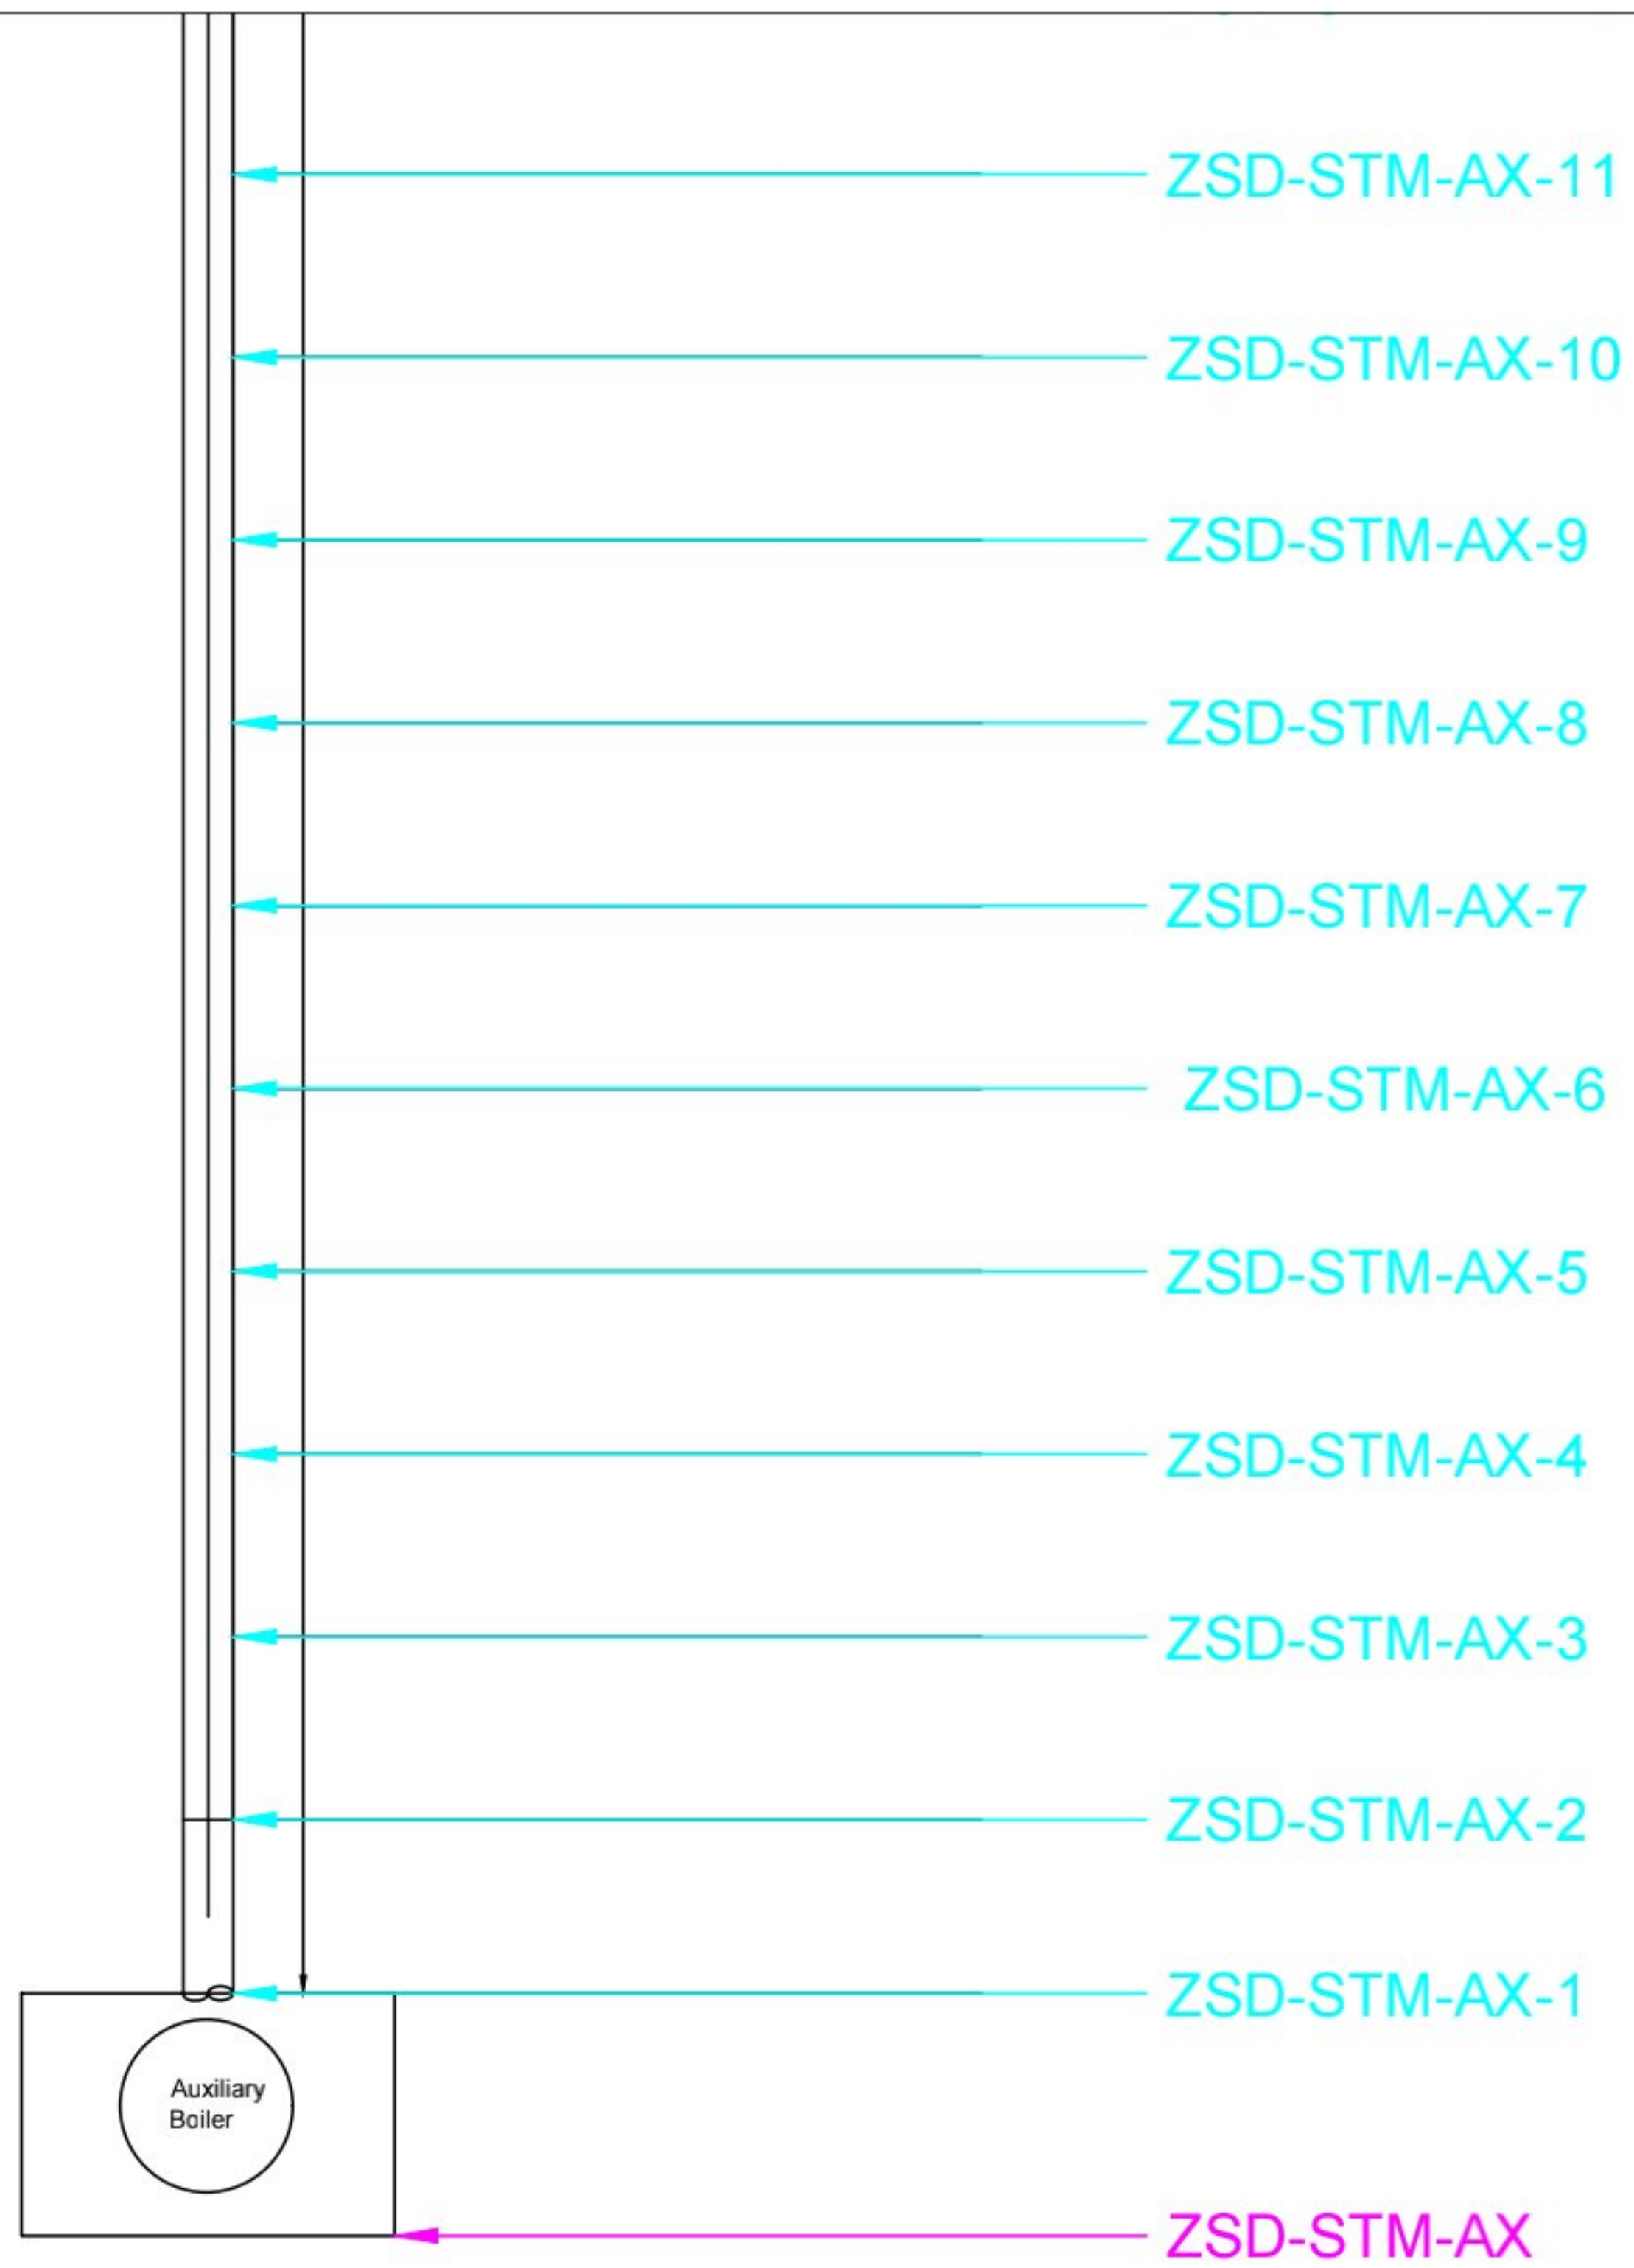 ZSD-STM-AX-11
ZSD-STM-AX-10
ZSD-STM-AX-9
ZSD-STM-AX-8
ZSD-STM-AX-7
ZSD-STM-AX-6
ZSD-STM-AX-5
ZSD-STM-AX-4
ZSD-STM-AX-3
ZSD-STM-AX-2
ZSD-STM-AX-1
Auxiliary
Boiler
ZSD-STM-AX